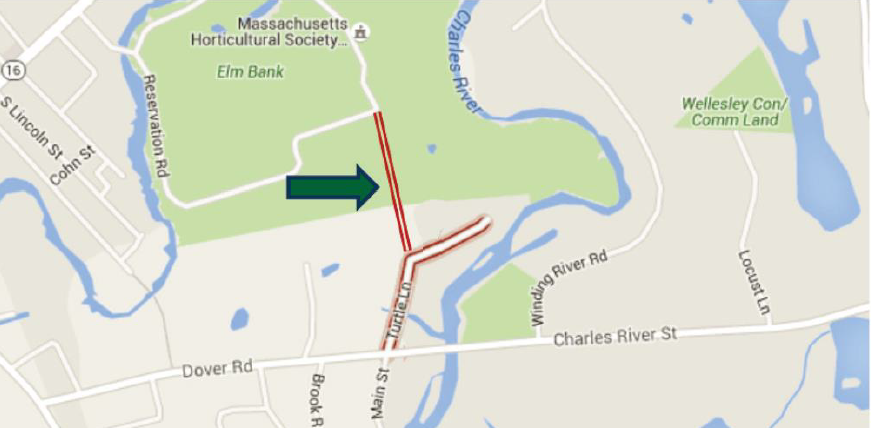 Massachusetts
Horticultural Society...
Elm Bank
16
Charles River
Reservation Rd
S Lincoln St
Cohn St
Wellesley Con/
Comm Land
Winding River Rd
Locust Ln
Turtle Ln
Charles River St
Dover Rd
Brook R
Main St